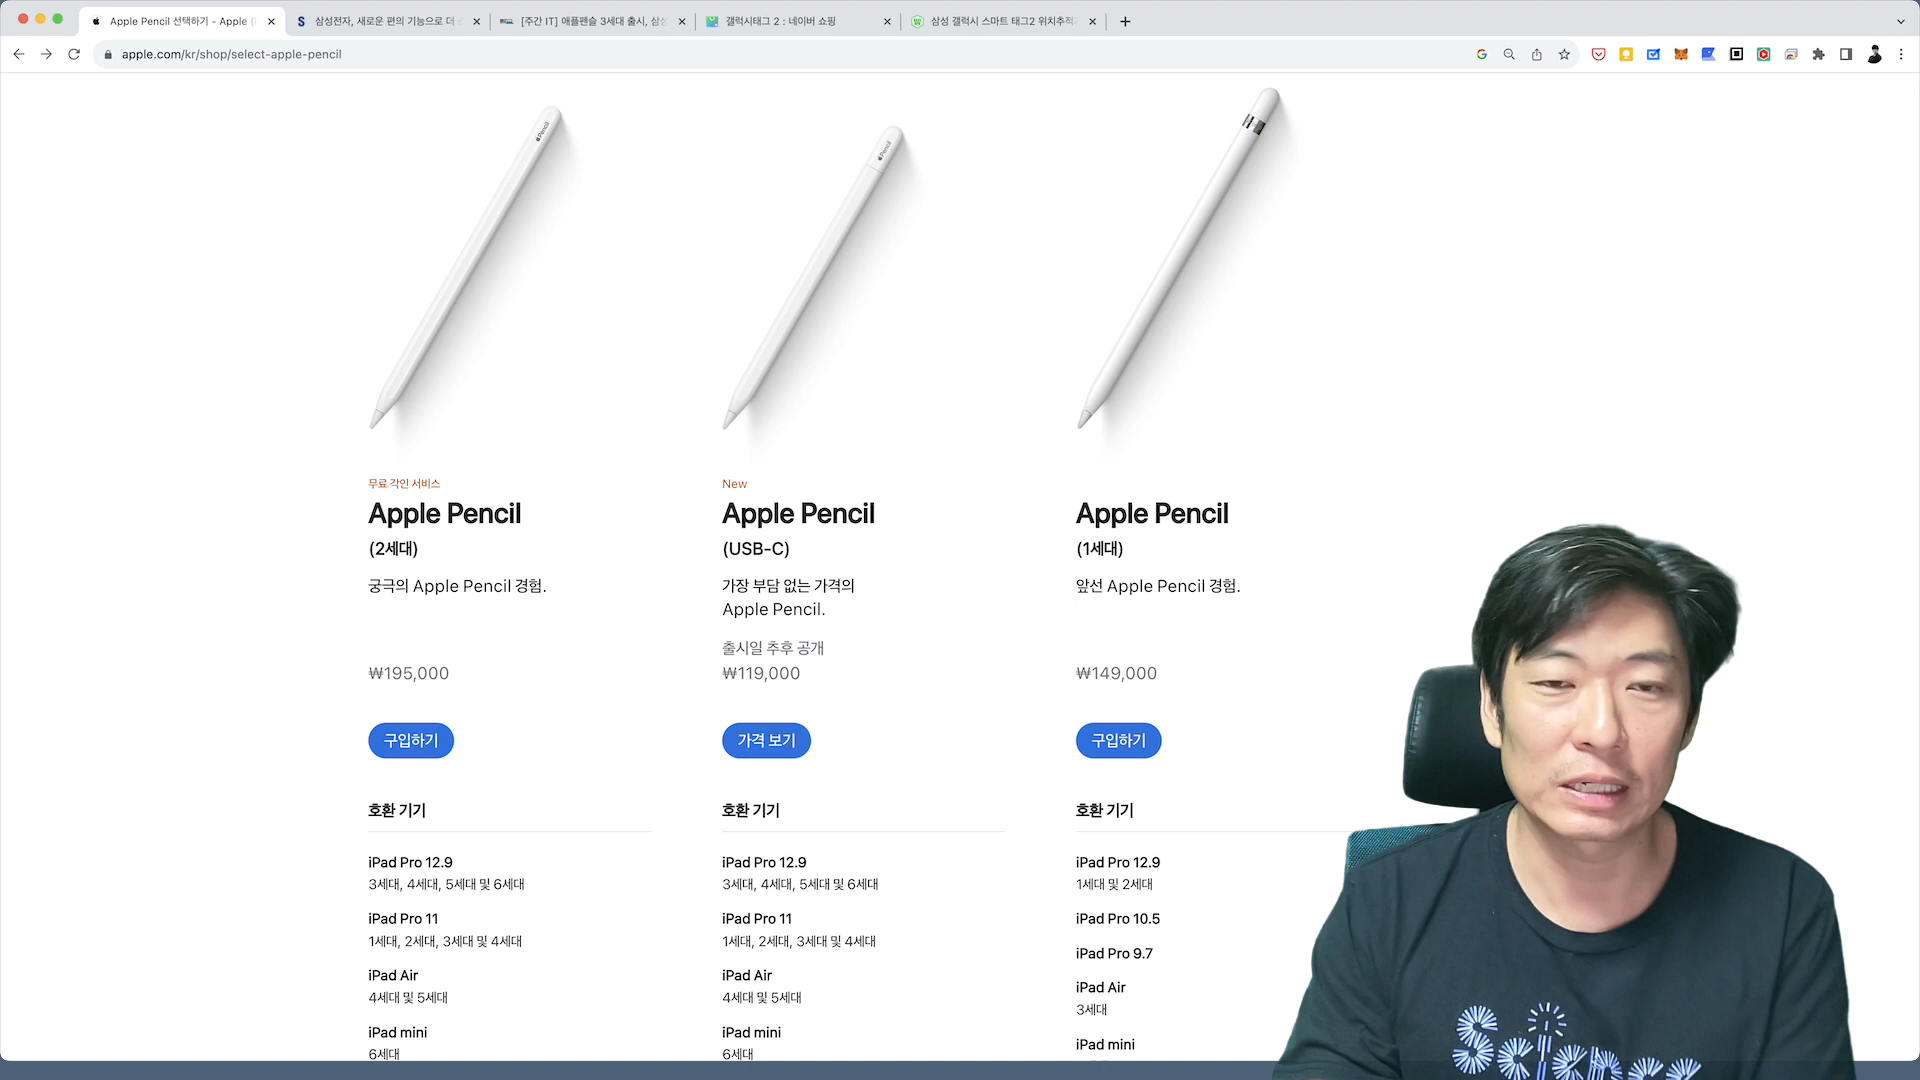 Apple Pencil 선택하기 - Apple (
삼성전자, 새로운 편의 기능으로 더
[주간 IT] 애플펜슬 3세대 출시, 삼성
갤럭시태그 2 : 네이버 쇼핑
삼성 갤럭시 스마트 태그2 위치추적
apple.com/kr/shop/select-apple-pencil
Pencil
Pencil
무료 각인 서비스
Apple Pencil
(2세대)
궁극의 Apple Pencil 경험.
₩195,000
구입하기
호환 기기
iPad Pro 12.9
3세대, 4세대, 5세대 및 6세대
iPad Pro 11
1세대, 2세대, 3세대 및 4세대
iPad Air
4세대 및 5세대
iPad mini
6세대
New
Apple Pencil
(USB-C)
가장 부담 없는 가격의
Apple Pencil.
출시일 추후 공개
₩119,000
가격 보기
호환 기기
iPad Pro 12.9
3세대, 4세대, 5세대 및 6세대
iPad Pro 11
1세대, 2세대, 3세대 및 4세대
iPad Air
4세대 및 5세대
iPad mini
6세대
Apple Pencil
(1세대)
앞선 Apple Pencil 경험.
₩149,000
구입하기
호환 기기
iPad Pro 12.9
1세대 및 2세대
iPad Pro 10.5
iPad Pro 9.7
iPad Air
3세대
iPad mini
Science